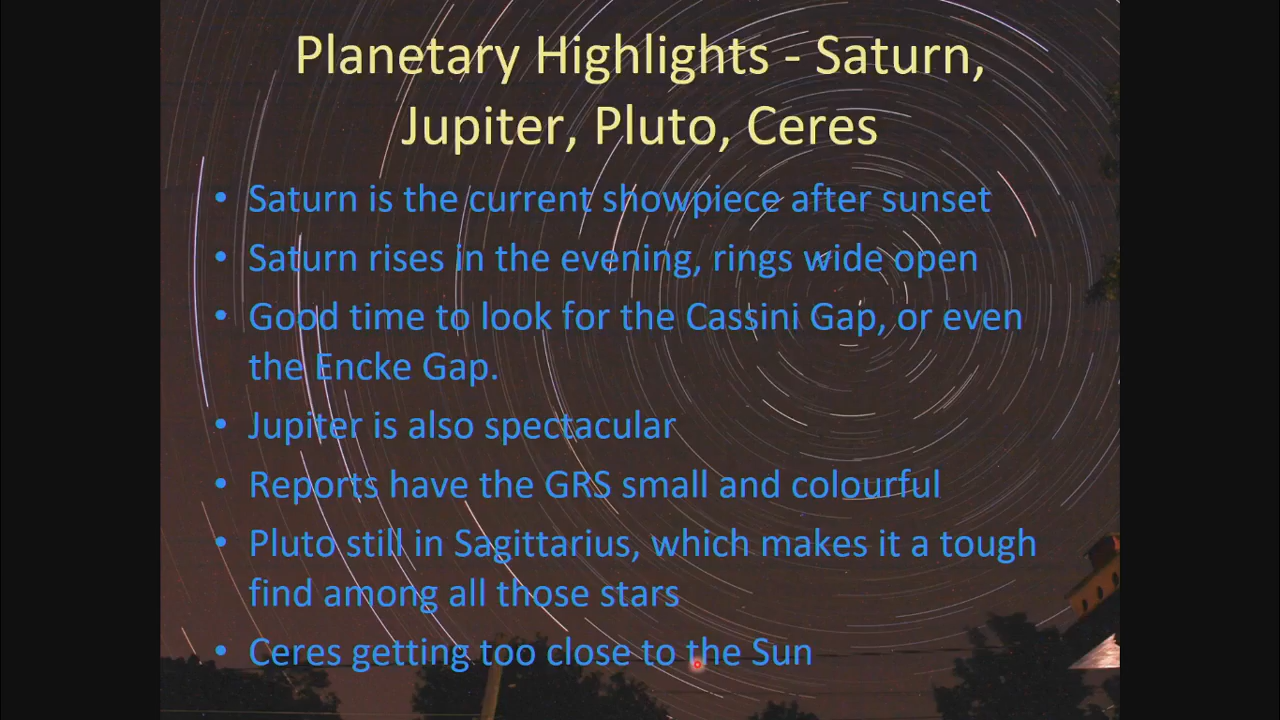 Planetary Highlights - Saturn,
Jupiter, Pluto, Ceres
• Saturn is the current showpiece after sunset
• Saturn rises in the evening, rings wide open
• Good time to look for the Cassini Gap, or even
the Encke Gap.
• Jupiter is also spectacular
• Reports have the GRS small and colourful
• Pluto still in Sagittarius, which makes it a tough
find among all those stars
• Ceres getting too close to the Sun